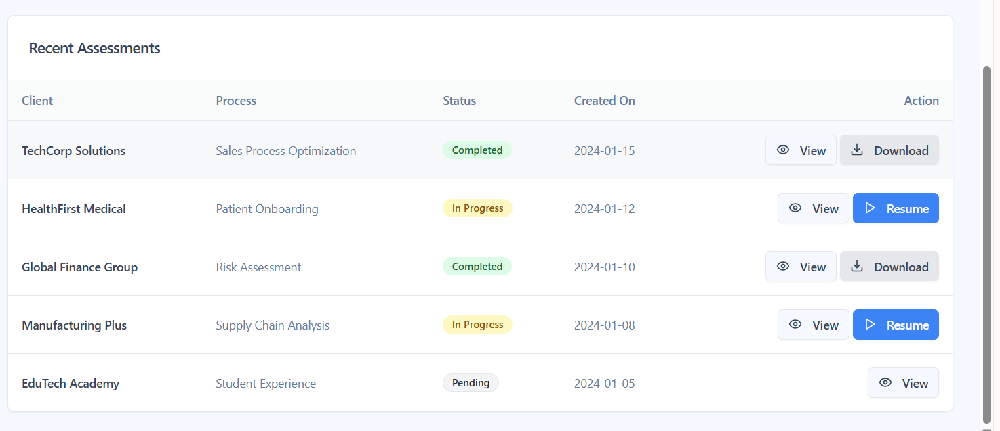 Recent Assessments
Client Process Status Created On Action
TechCorp Solutions Sales Process Optimization Completed 2024-01-15 View Download
HealthFirst Medical Patient Onboarding In Progress 2024-01-12 View Resume
Global Finance Group Risk Assessment Completed 2024-01-10 View Download
Manufacturing Plus Supply Chain Analysis In Progress 2024-01-08 View Resume
EduTech Academy Student Experience Pending 2024-01-05 View